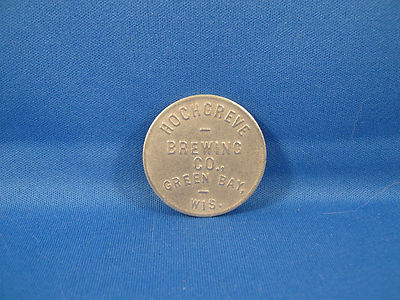 HOCHGREVE
BREWING
CO.,
GREEN BAY,
WIS.